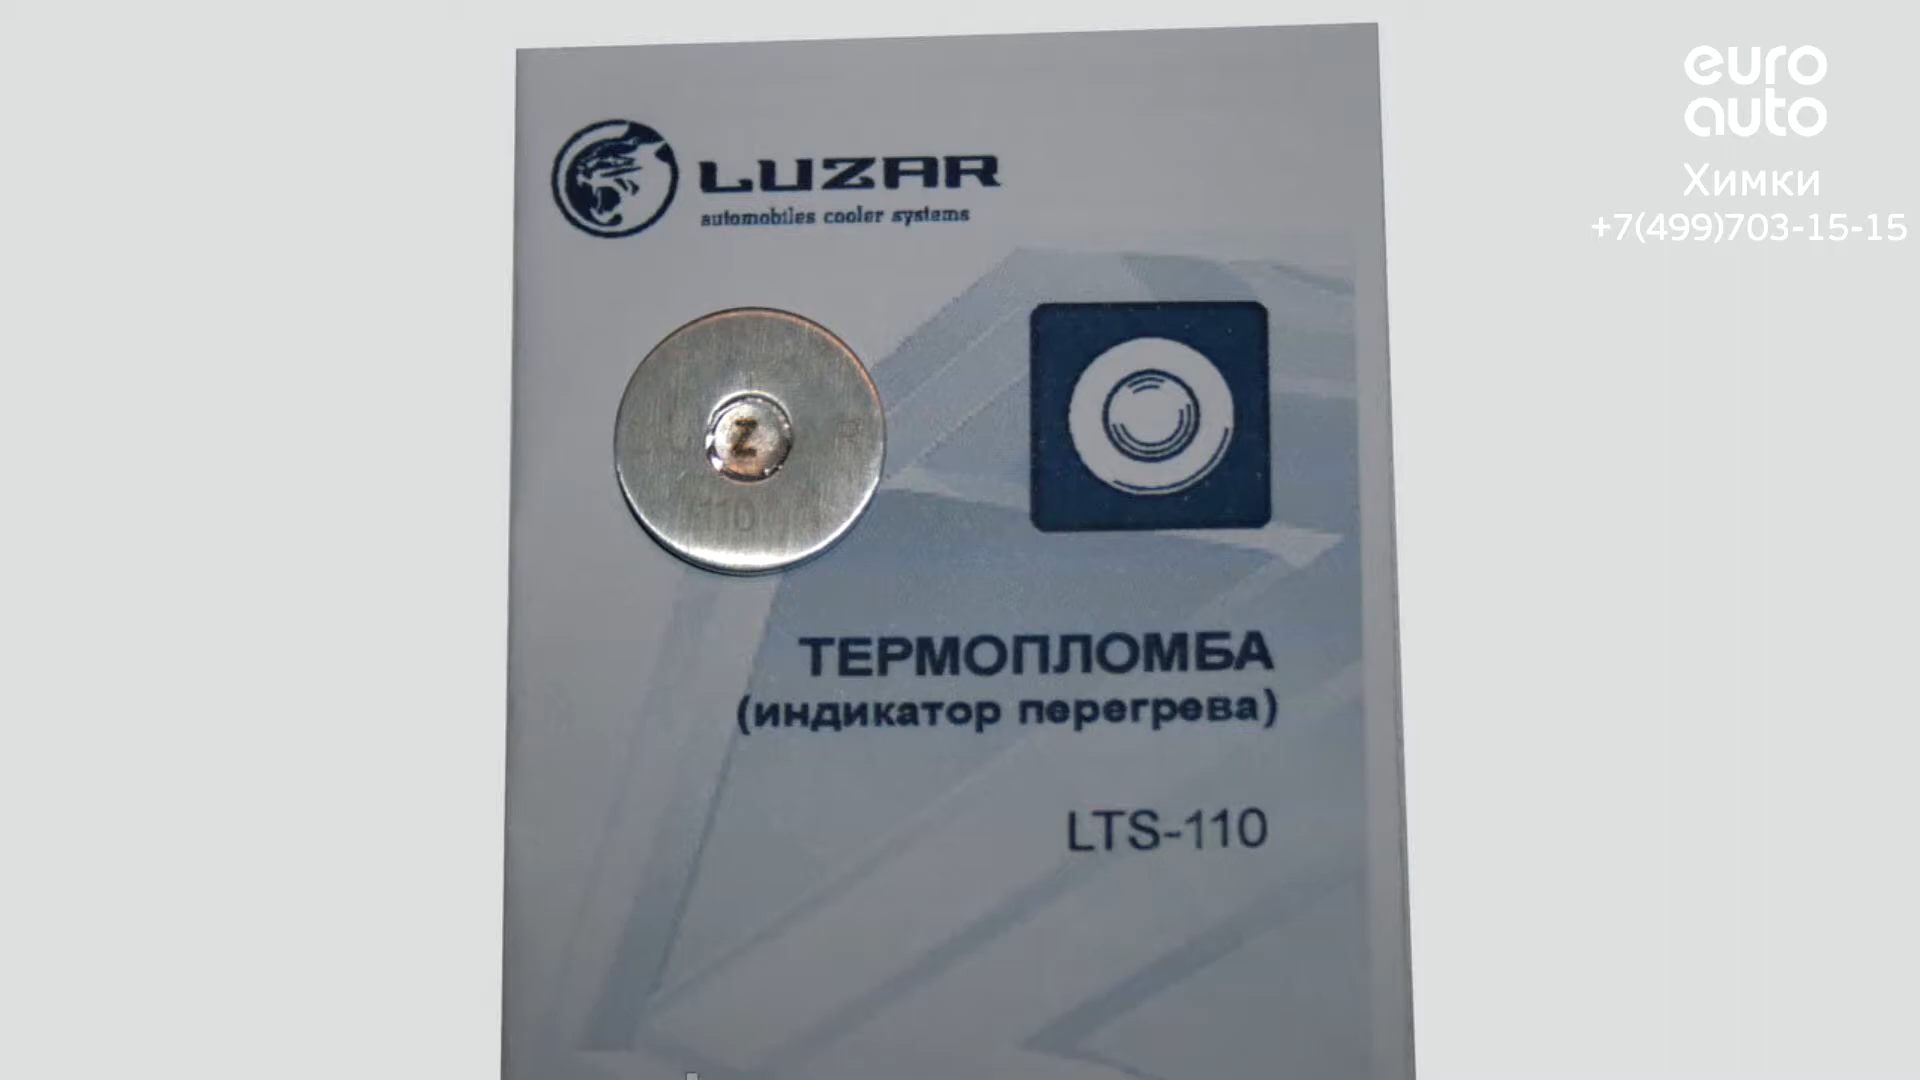 euro
auto
Химки
+7(499)703-15-15
LUZAR
automobiles cooler systems
Z
R
110
ТЕРМОПЛОМБА
(индикатор перегрева)
LTS-110